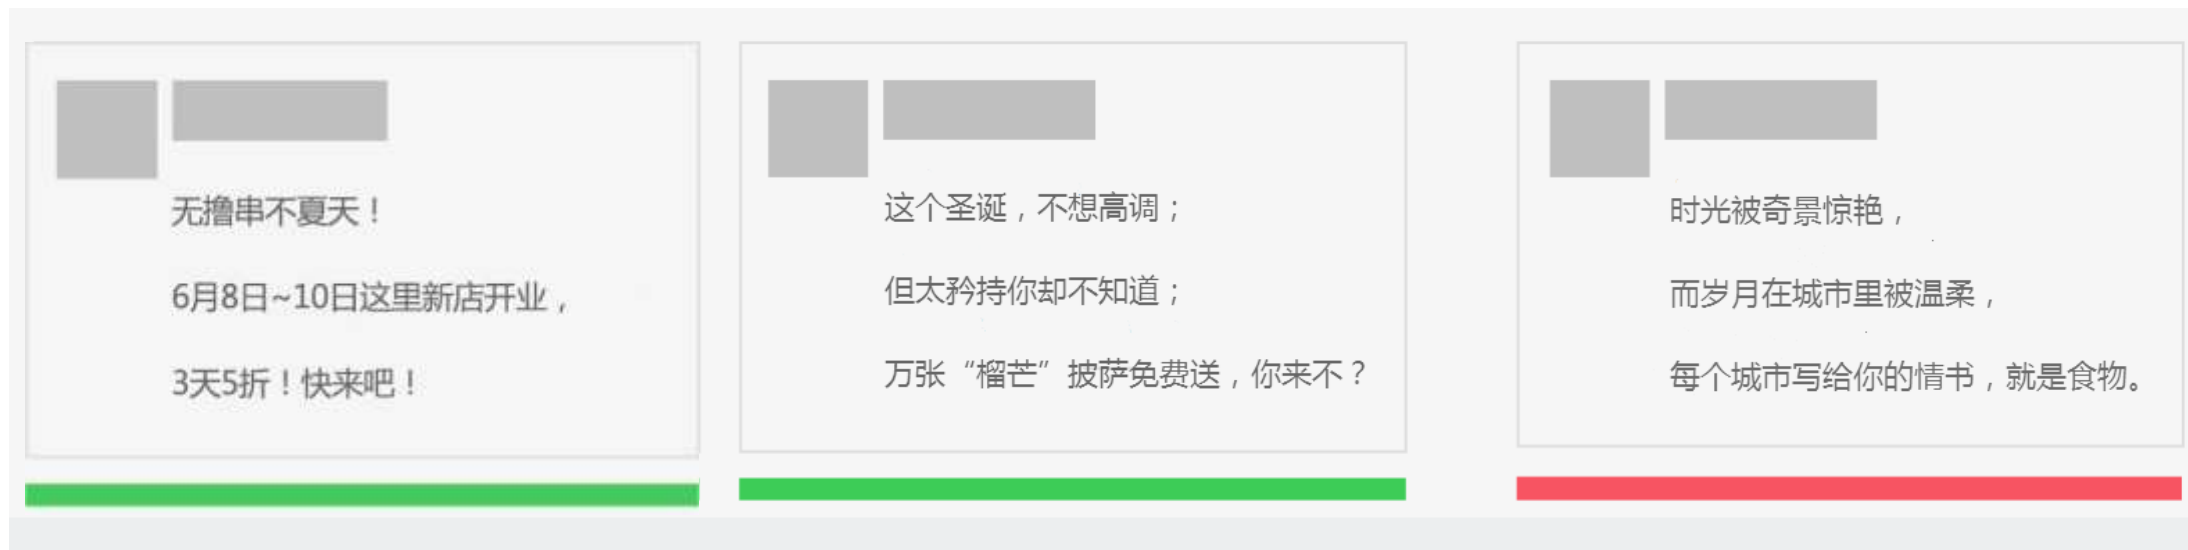 无撸串不夏天！
6月8日~10日这里新店开业，
3天5折！快来吧！
这个圣诞，不想高调；
但太矜持你却不知道；
万张“榴芒”披萨免费送，你来不？
时光被奇景惊艳，
而岁月在城市里被温柔，
每个城市写给你的情书，就是食物。